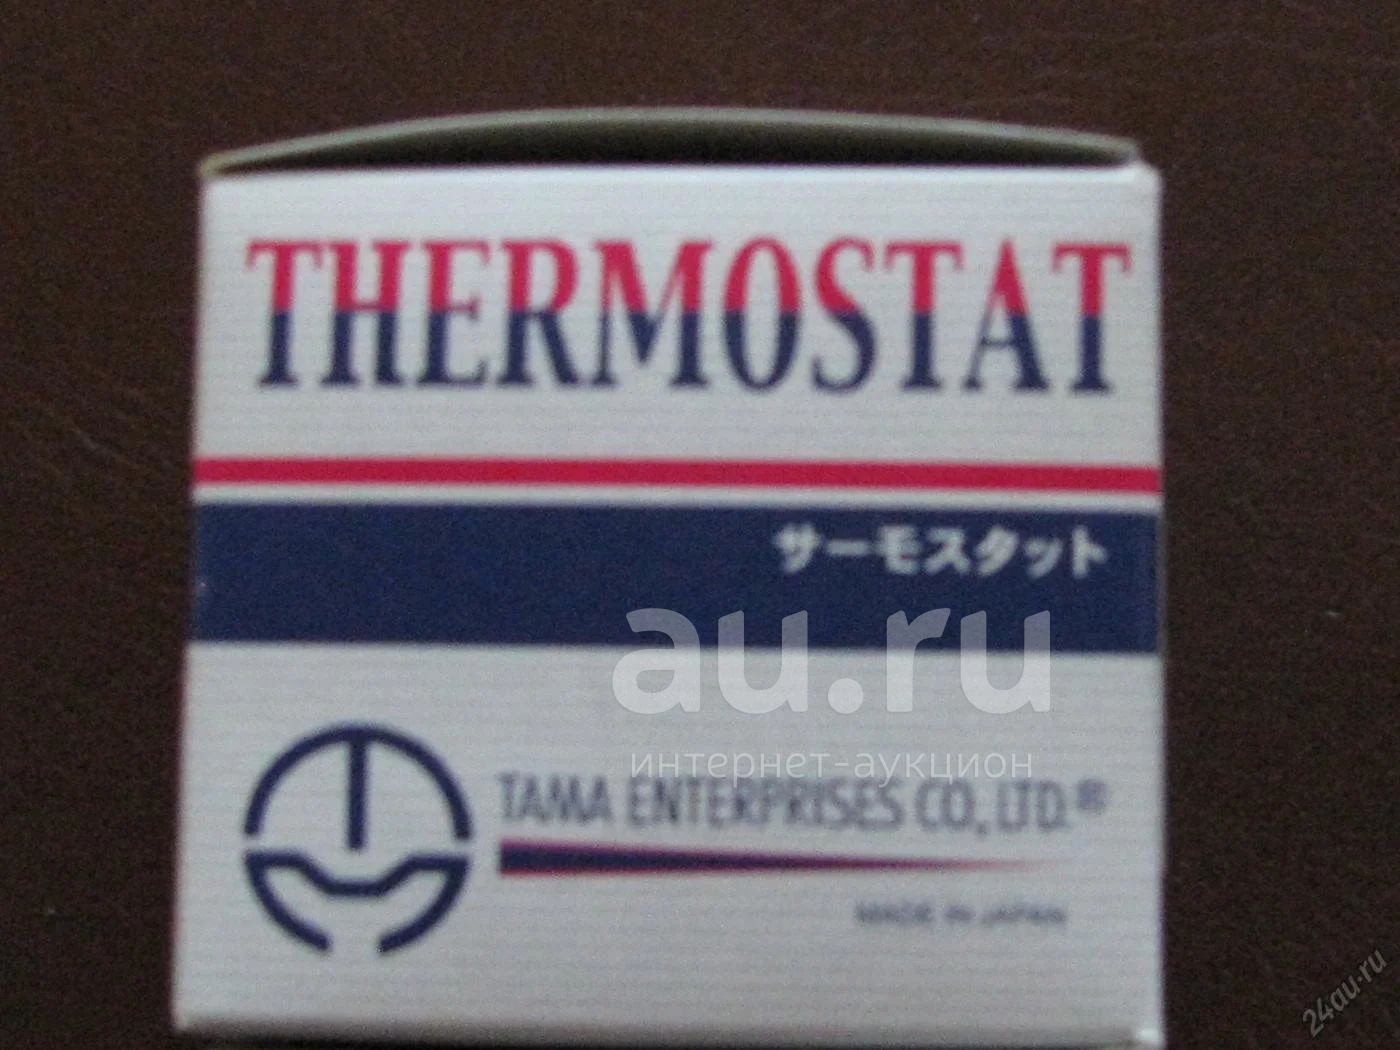 THERMOSTAT
サーモスタット
au.ru
интернет-аукцион
TAMA ENTERPRISES CO., LTD.®
MADE IN JAPAN
24au.ru